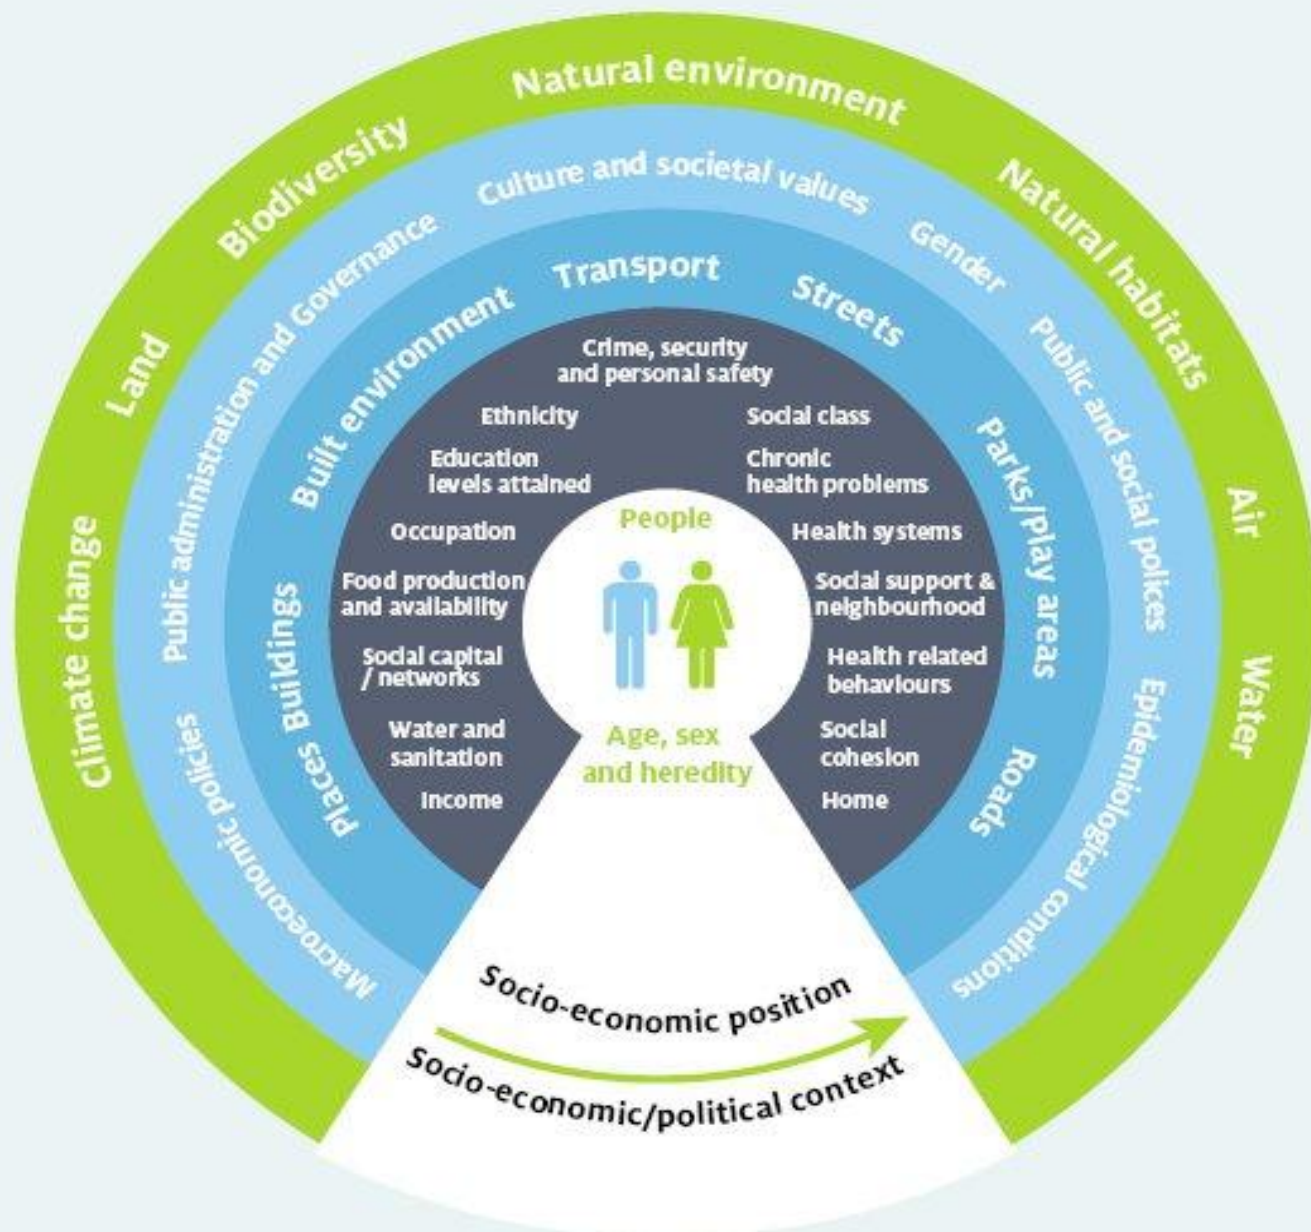 Climate change
Land
Biodiversity
Natural environment
Natural habitats
Air
Water
Macroeconomic policies
Public administration and Governance
Culture and societal values
Gender
Public and social polices
Epidemiological conditions
Places
Buildings
Built environment
Transport
Streets
Parks/Play areas
Roads
Crime, security
and personal safety
Ethnicity
Education
levels attained
Occupation
Food production
and availability
Social capital
/ networks
Water and
sanitation
Income
Social class
Chronic
health problems
Health systems
Social support &
neighbourhood
Health related
behaviours
Social
cohesion
Home
People
Age, sex
and heredity
Socio-economic position
Socio-economic/political context